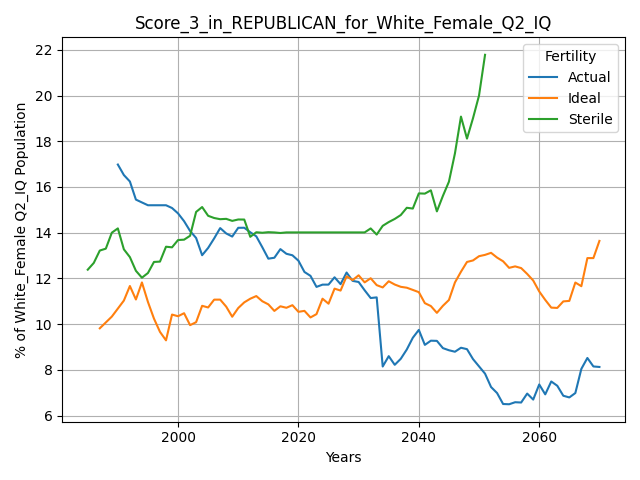 Score_3_in_REPUBLICAN_for_White_Female_Q2_IQ
Fertility
Actual
Ideal
Sterile
% of White_Female Q2_IQ Population
22
20
18
16
14
12
10
8
6
2000 2020 2040 2060
Years